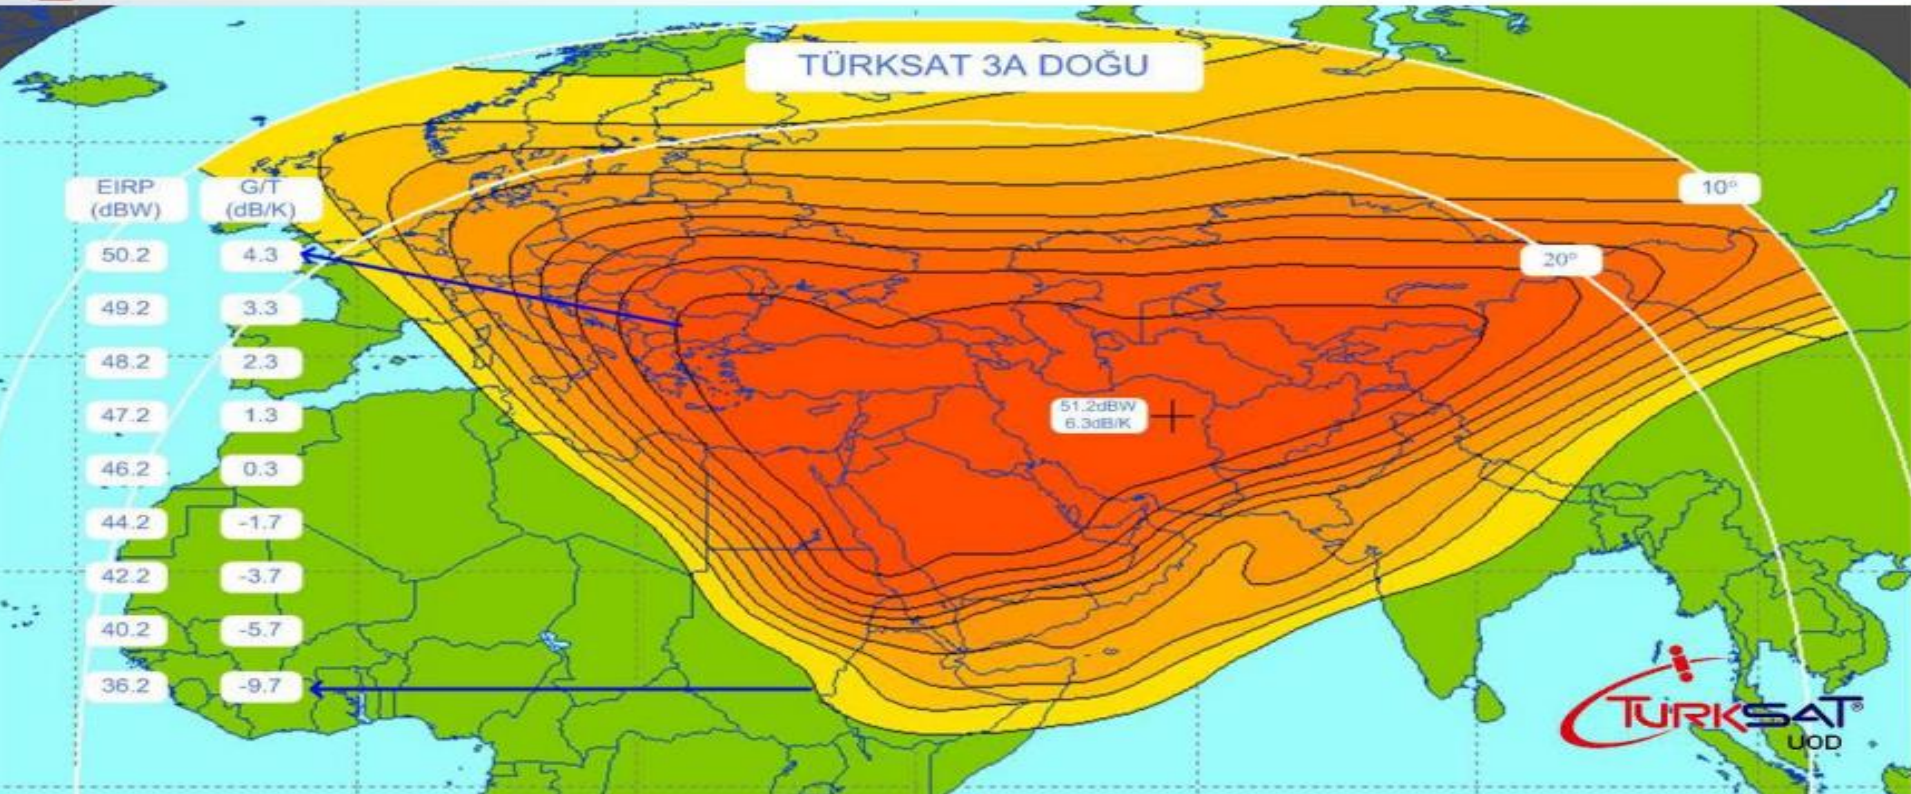 TÜRKSAT 3A DOĞU
EIRP
(dBW)
G/T
(dB/K)
10°
20°
50.2 4.3
49.2 3.3
48.2 2.3
47.2 1.3
51.2dBW
6.3dB/K
46.2 0.3
44.2 -1.7
42.2 -3.7
40.2 -5.7
36.2 -9.7
TÜRKSAT®
UOD